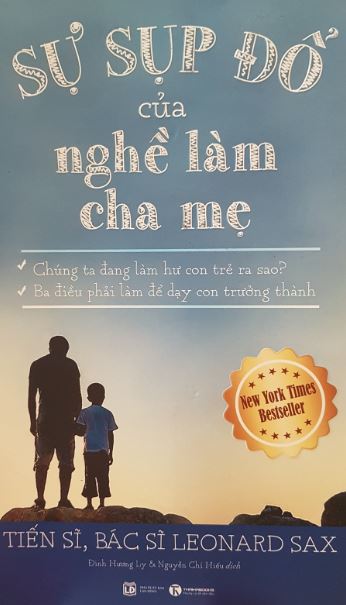 SỰ SỤP ĐỔ
của
nghề làm
cha mẹ
✓ Chúng ta đang làm hư con trẻ ra sao?
✓ Ba điều phải làm để dạy con trưởng thành
New York Times
Bestseller
TIẾN SĨ, BÁC SĨ LEONARD SAX
Đinh Hương Ly & Nguyễn Chí Hiếu dịch
LĐ
THAIHABOOKS